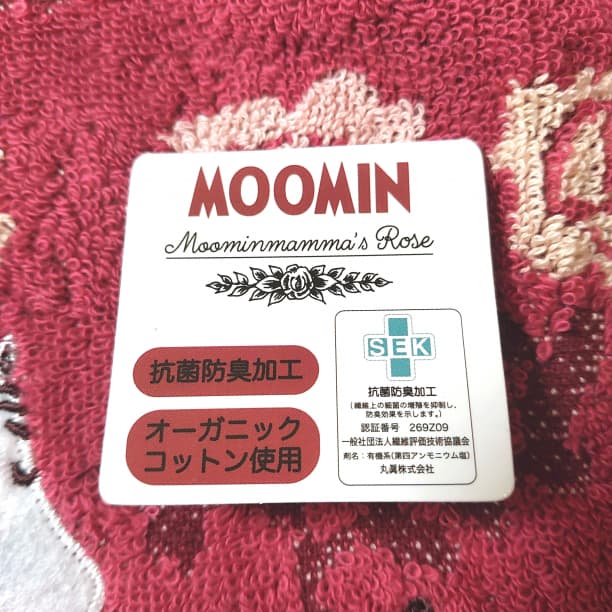 MOOMIN
Moominmamma's Rose
抗菌防臭加工
オーガニック
コットン使用
SEK
抗菌防臭加工
(繊維上の細菌の増殖を抑制し、
防臭効果を示します。)
認証番号 269Z09
一般社団法人繊維評価技術協議会
剤名：有機系(第四アンモニウム塩)
丸眞株式会社